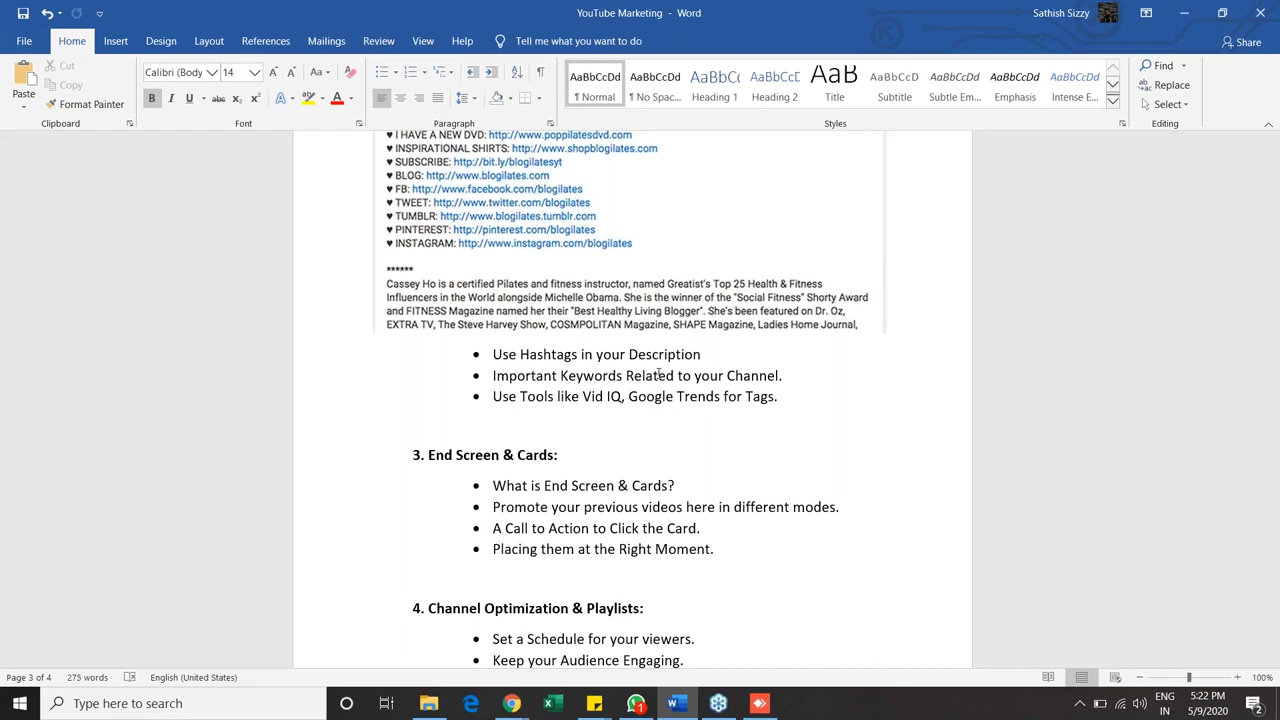 YouTube Marketing - Word
Sathish Sizzy
File Home Insert Design Layout References Mailings Review View Help Tell me what you want to do Share
Paste
Cut
Copy
Format Painter
Calibri (Body 14
AaBbCcDd AaBbCcDd AaBbCc AaBbCcC AaB AaBbCcD AaBbCcDd AaBbCcDd AaBbCcDd
¶ Normal ¶ No Spac... Heading 1 Heading 2 Title Subtitle Subtle Em... Emphasis Intense E...
Find
Replace
Select
Clipboard Font Paragraph Styles Editing
♥ I HAVE A NEW DVD: http://www.poppilatesdvd.com
♥ INSPIRATIONAL SHIRTS: http://www.shopblogilates.com
♥ SUBSCRIBE: http://bit.ly/blogilatesyt
♥ BLOG: http://www.blogilates.com
♥ FB: http://www.facebook.com/blogilates
♥ TWEET: http://www.twitter.com/blogilates
♥ TUMBLR: http://www.blogilates.tumblr.com
♥ PINTEREST: http://pinterest.com/blogilates
♥ INSTAGRAM: http://www.instagram.com/blogilates
******
Cassey Ho is a certified Pilates and fitness instructor, named Greatist's Top 25 Health & Fitness
Influencers in the World alongside Michelle Obama. She is the winner of the "Social Fitness" Shorty Award
and FITNESS Magazine named her their "Best Healthy Living Blogger". She's been featured on Dr. Oz,
EXTRA TV, The Steve Harvey Show, COSMPOLITAN Magazine, SHAPE Magazine, Ladies Home Journal,
• Use Hashtags in your Description
• Important Keywords Related to your Channel.
• Use Tools like Vid IQ, Google Trends for Tags.
3. End Screen & Cards:
• What is End Screen & Cards?
• Promote your previous videos here in different modes.
• A Call to Action to Click the Card.
• Placing them at the Right Moment.
4. Channel Optimization & Playlists:
• Set a Schedule for your viewers.
• Keep your Audience Engaging.
Page 3 of 4 275 words English (United States) 100%
Type here to search
ENG
IN
5:22 PM
5/9/2020